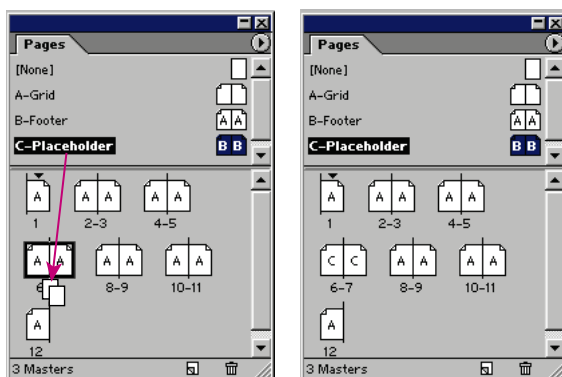 Pages
[None]
A-Grid
A A
B-Footer
C-Placeholder
B B
A
A A
A A
1
2-3
4-5
A A
A A
A A
6
8-9
10-11
A
12
3 Masters
Pages
[None]
A-Grid
A A
B-Footer
C-Placeholder
B B
A
A A
A A
1
2-3
4-5
C C
A A
A A
6-7
8-9
10-11
A
12
3 Masters